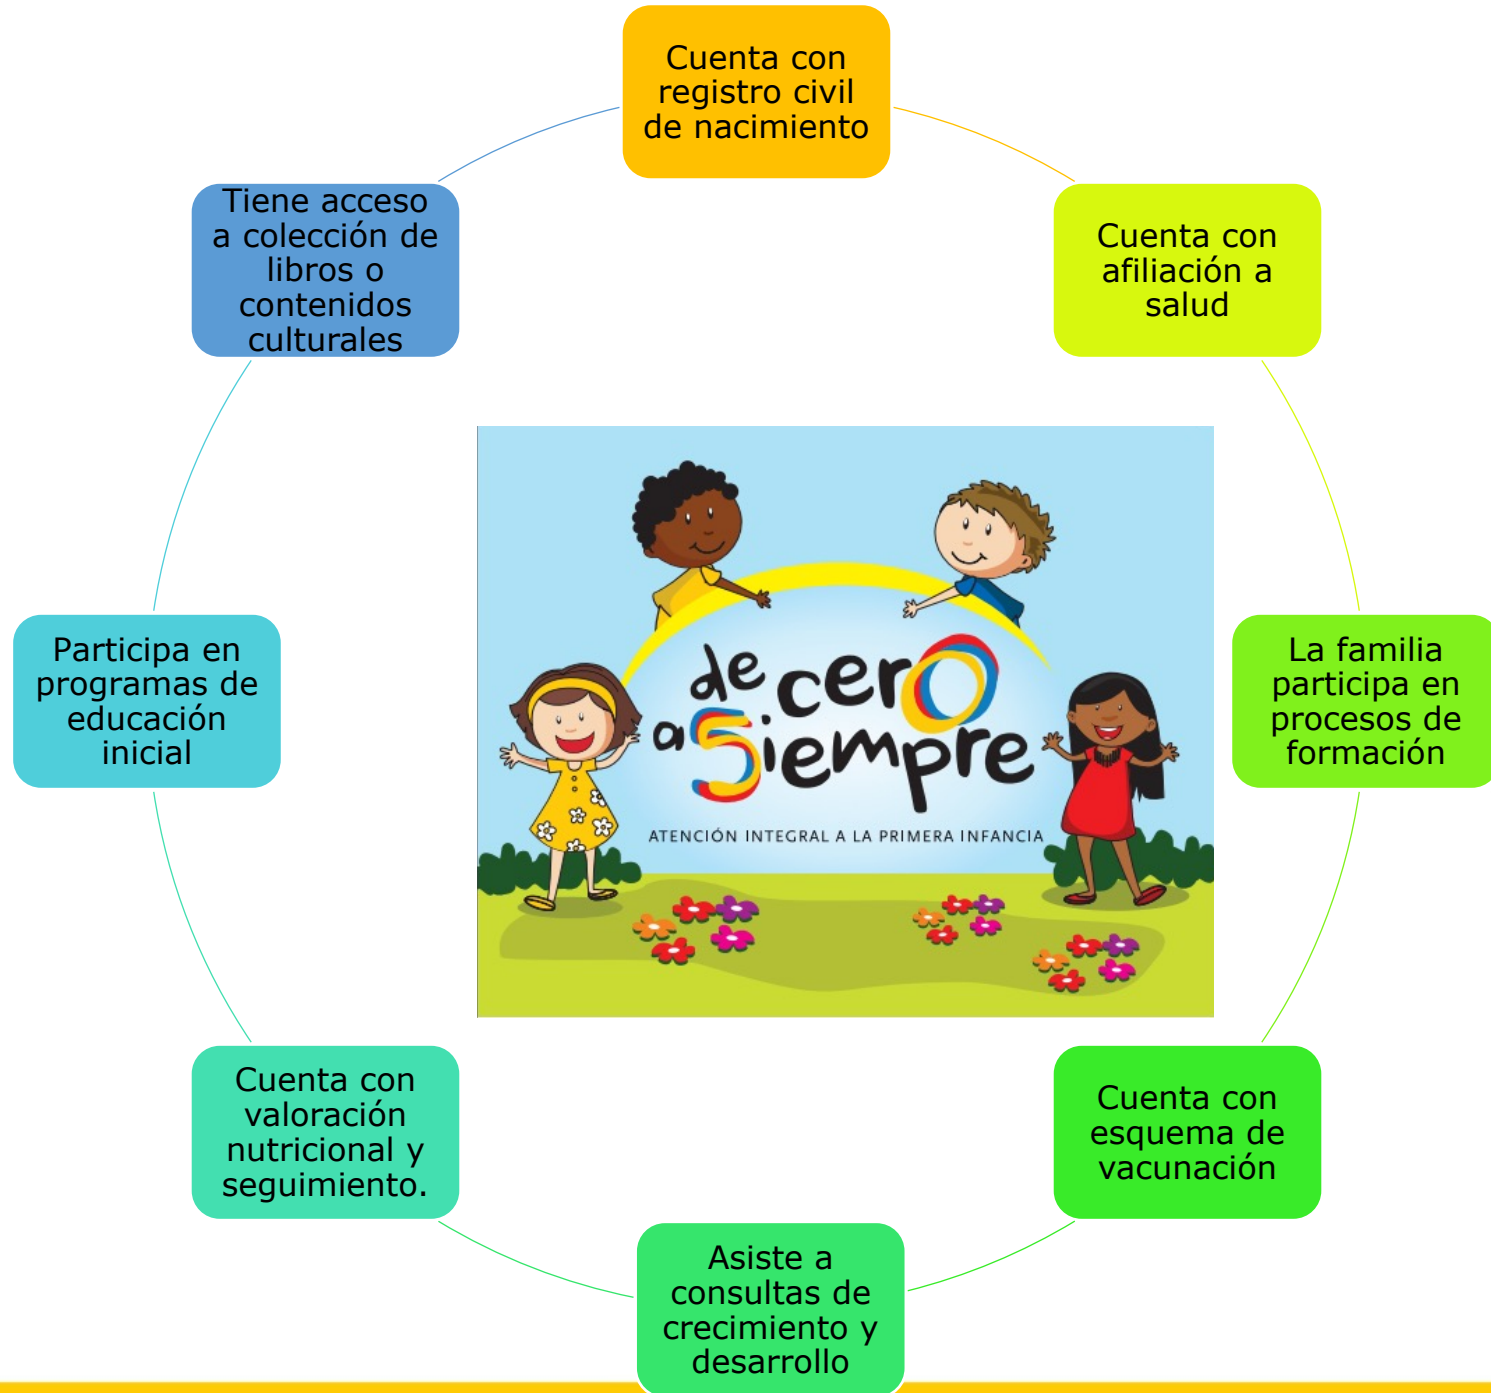 Cuenta con
registro civil
de nacimiento
Cuenta con
afiliación a
salud
La familia
participa en
procesos de
formación
Cuenta con
esquema de
vacunación
Asiste a
consultas de
crecimiento y
desarrollo
Cuenta con
valoración
nutricional y
seguimiento.
Participa en
programas de
educación
inicial
Tiene acceso
a colección de
libros o
contenidos
culturales
de cero
a Siempre
ATENCIÓN INTEGRAL A LA PRIMERA INFANCIA